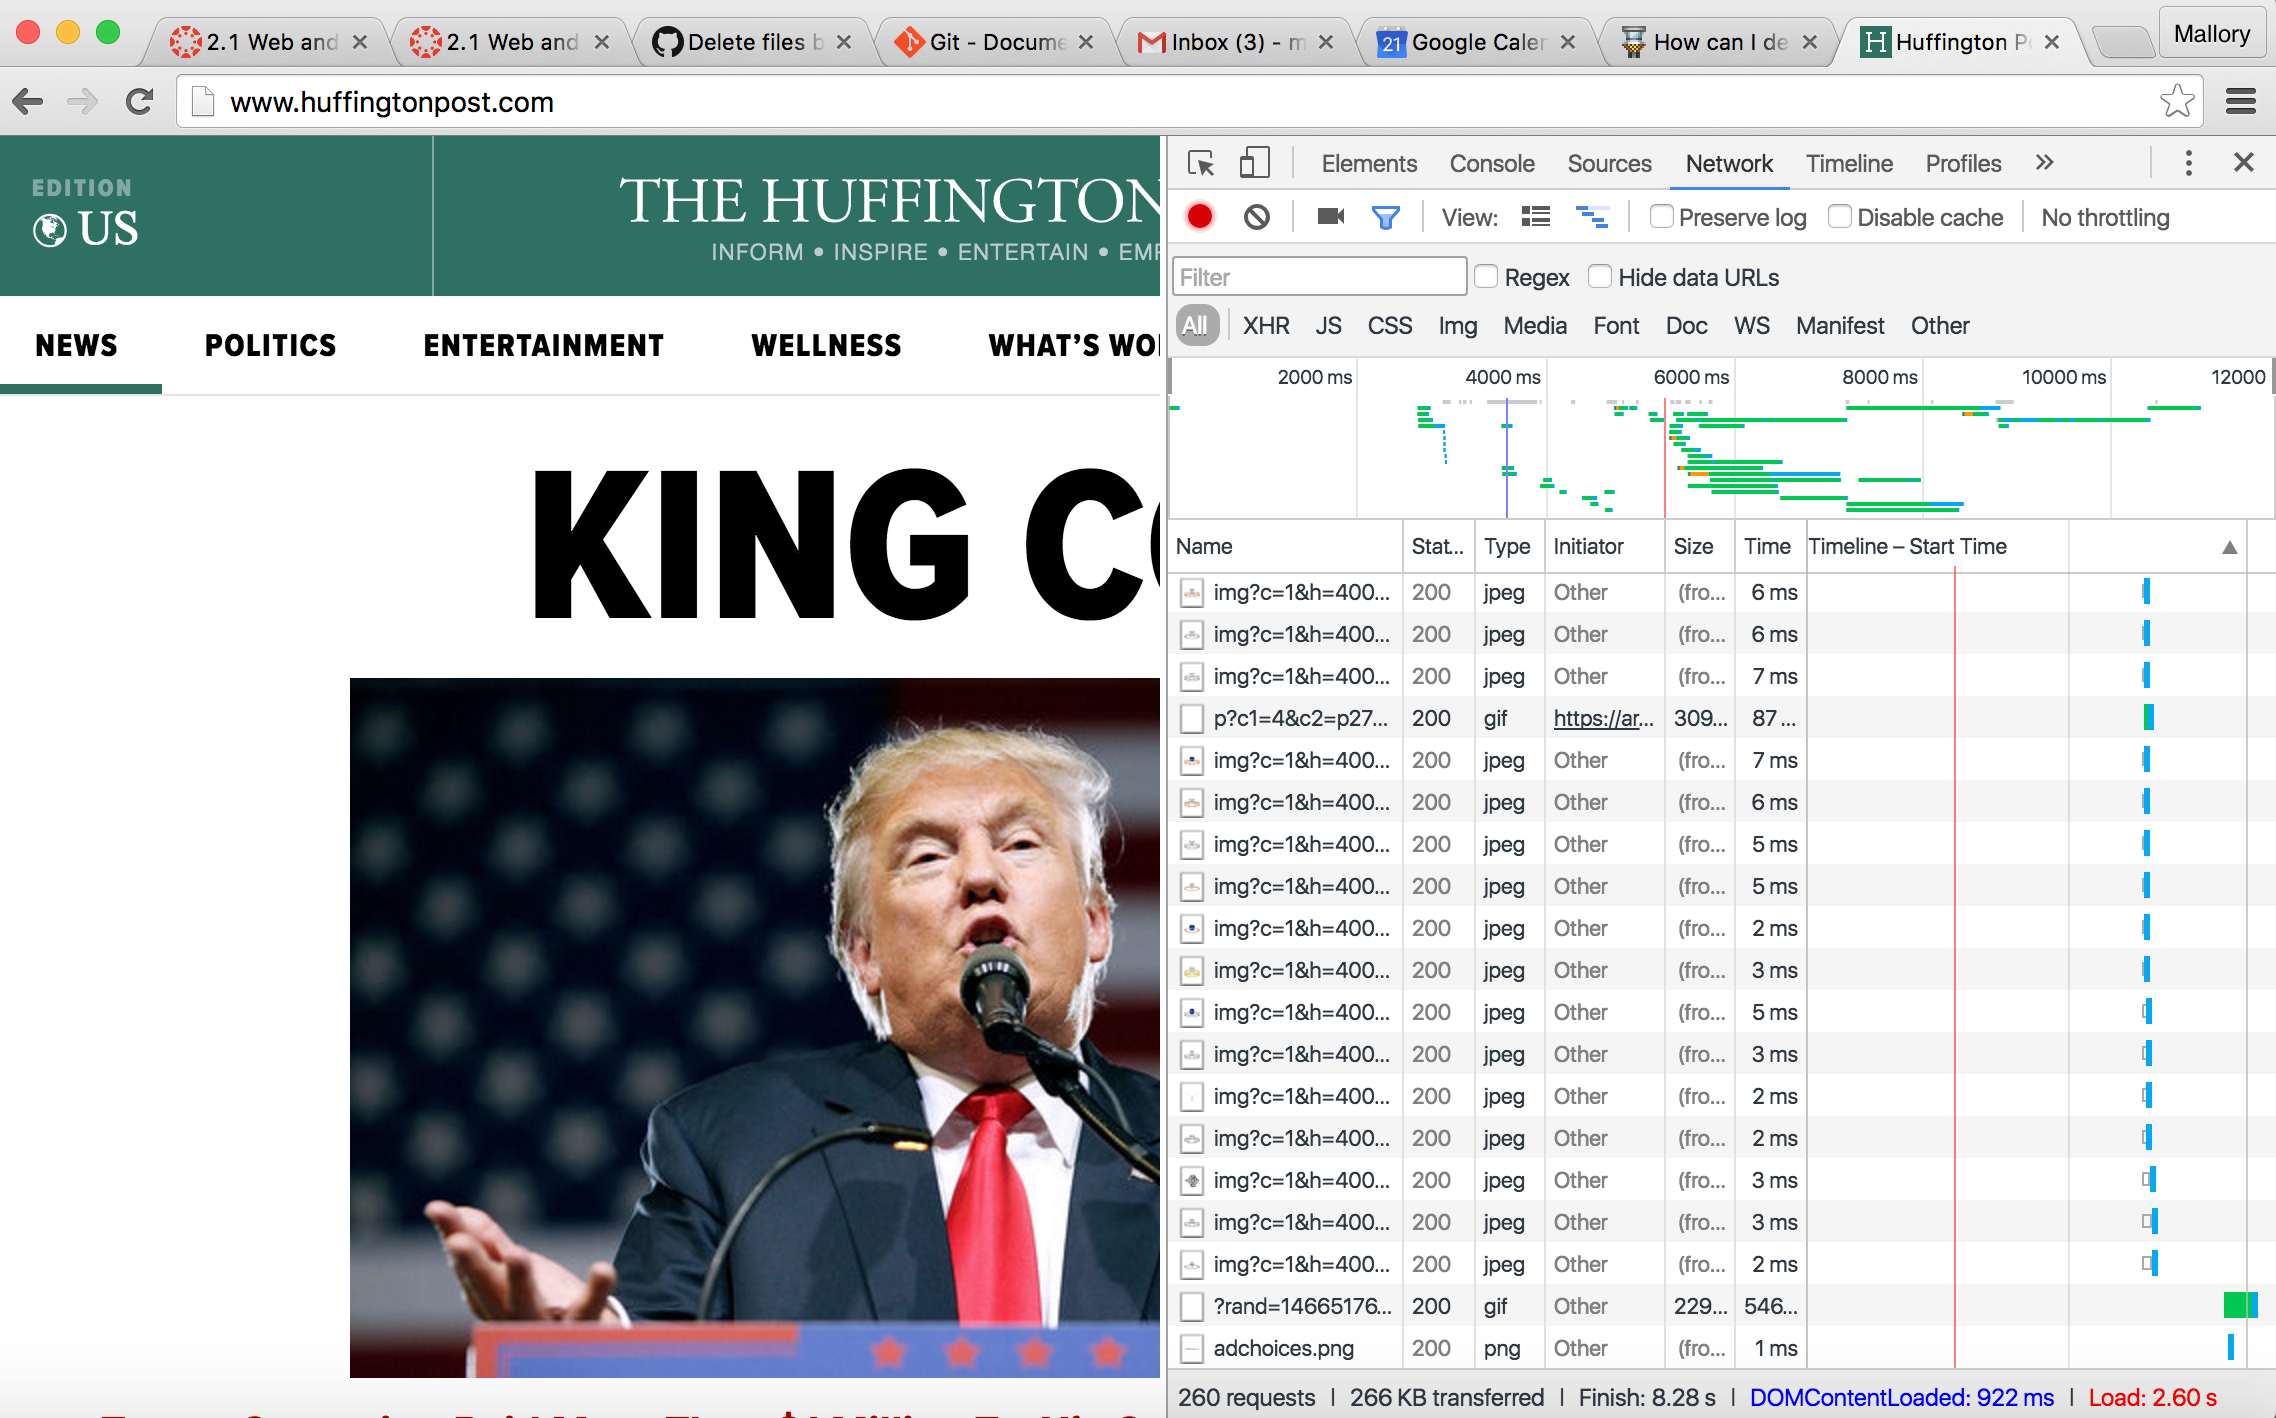 2.1 Web and
2.1 Web and
Delete files b
Git - Docume
Inbox (3) - m
21
Google Caler
How can I de
H
Huffington Po
Mallory
www.huffingtonpost.com
EDITION
US
THE HUFFINGTON
INFORM • INSPIRE • ENTERTAIN • EMP
NEWS POLITICS ENTERTAINMENT WELLNESS WHAT'S WO
KING CO
Elements Console Sources Network Timeline Profiles
View: Preserve log Disable cache No throttling
Filter Regex Hide data URLs
All XHR JS CSS Img Media Font Doc WS Manifest Other
2000 ms 4000 ms 6000 ms 8000 ms 10000 ms 12000
Name Stat... Type Initiator Size Time Timeline – Start Time
img?c=1&h=400... 200 jpeg Other (fro... 6 ms
img?c=1&h=400... 200 jpeg Other (fro... 6 ms
img?c=1&h=400... 200 jpeg Other (fro... 7 ms
p?c1=4&c2=p27... 200 gif https://ar... 309... 87 ...
img?c=1&h=400... 200 jpeg Other (fro... 7 ms
img?c=1&h=400... 200 jpeg Other (fro... 6 ms
img?c=1&h=400... 200 jpeg Other (fro... 5 ms
img?c=1&h=400... 200 jpeg Other (fro... 5 ms
img?c=1&h=400... 200 jpeg Other (fro... 2 ms
img?c=1&h=400... 200 jpeg Other (fro... 3 ms
img?c=1&h=400... 200 jpeg Other (fro... 5 ms
img?c=1&h=400... 200 jpeg Other (fro... 3 ms
img?c=1&h=400... 200 jpeg Other (fro... 2 ms
img?c=1&h=400... 200 jpeg Other (fro... 2 ms
img?c=1&h=400... 200 jpeg Other (fro... 3 ms
img?c=1&h=400... 200 jpeg Other (fro... 3 ms
img?c=1&h=400... 200 jpeg Other (fro... 2 ms
?rand=14665176... 200 gif Other 229... 546...
adchoices.png 200 png Other (fro... 1 ms
260 requests | 266 KB transferred | Finish: 8.28 s | DOMContentLoaded: 922 ms | Load: 2.60 s